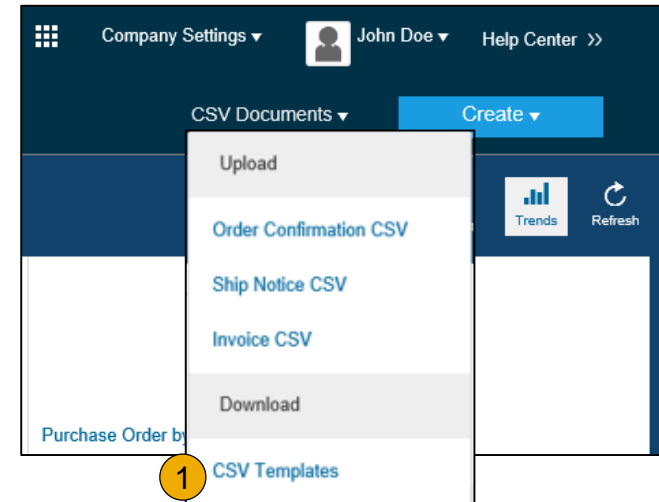 Company Settings ▾ John Doe ▾ Help Center >>
CSV Documents ▾ Create ▾
Upload
Trends Refresh
Order Confirmation CSV
Ship Notice CSV
Invoice CSV
Download
Purchase Order by
1 CSV Templates